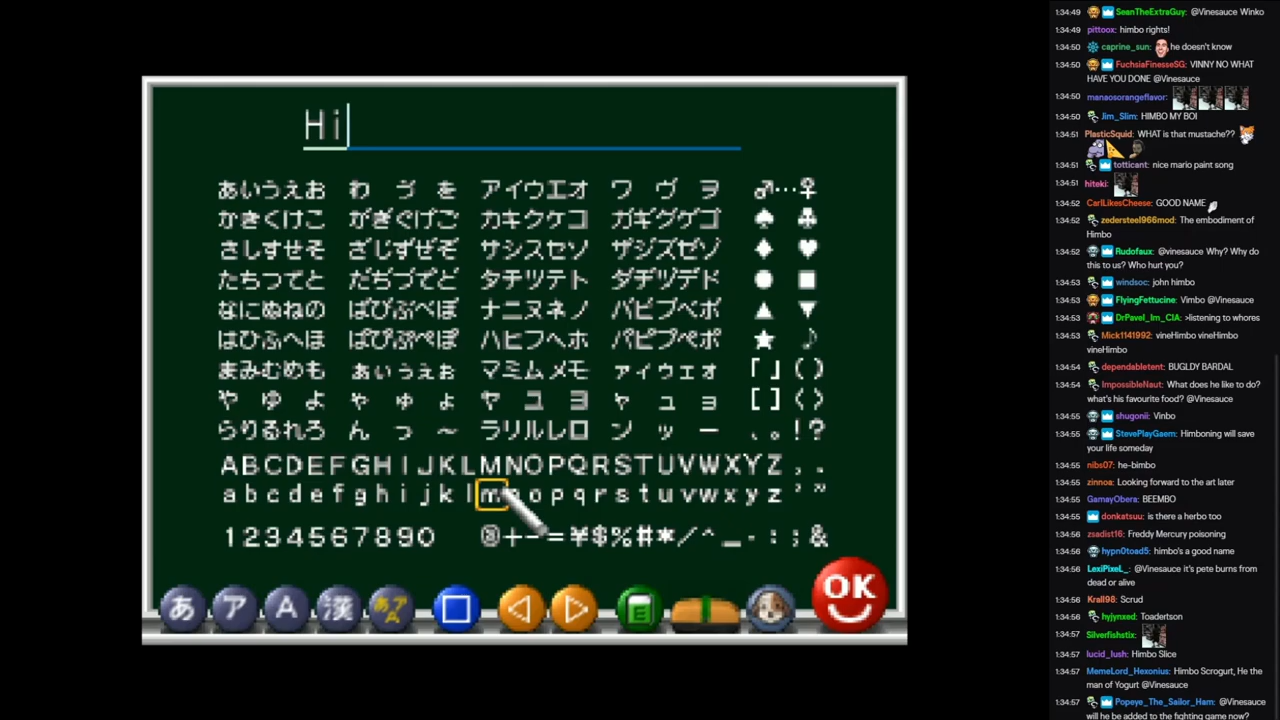 Hi
あいうえお わ づ を アイウエオ ワ ヴ ヲ ♂…♀
かきくけこ がぎぐげご カキクケコ ガギグゲゴ ♠ ♣
さしすせそ ざじずぜぞ サシスセソ ザジズゼゾ ♦ ♥
たちつてと だぢづでど タチツテト ダヂヅデド ● ■
なにぬねの ばびぶべぼ ナニヌネノ バビブベボ ▲ ▼
はひふへほ ぱぴぷぺぽ ハヒフヘホ パピプペポ ★ ♪
まみむめも ぁぃぅぇぉ マミムメモ ァィゥェォ 「」 ()
や ゆ よ ゃ ゅ ょ ヤ ユ ヨ ャ ュ ョ [] ()
らりるれろ ん っ ～ ラリルレロ ン ッ ー 、。!?
ABCDEFGHIJKLMNOPQRSTUVWXYZ , .
abcdefghijklmnopqrstuvwxyz ' "
1234567890 @+-=¥$%#*/^_-:;&
あ ア A 漢 E OK
1:34:49 SeanTheExtraGuy: @Vinesauce Winko
1:34:49 pittoox: himbo rights!
1:34:50 caprine_sun: he doesn't know
1:34:50 FuchsiaFinesseSG: VINNY NO WHAT
HAVE YOU DONE @Vinesauce
1:34:50 manaosorangeflavor:
1:34:50 Jim_Slim: HIMBO MY BOI
1:34:51 PlasticSquid: WHAT is that mustache??
1:34:51 totticant: nice mario paint song
1:34:51 hiteki:
1:34:52 CarlLikesCheese: GOOD NAME
1:34:52 zedersteel966mod: The embodiment of
Himbo
1:34:52 Rudofaux: @vinesauce Why? Why do
this to us? Who hurt you?
1:34:53 windsoc: john himbo
1:34:53 FlyingFettucine: Vimbo @Vinesauce
1:34:53 DrPavel_Im_CIA: >listening to whores
1:34:53 Mick1141992: vineHimbo vineHimbo
vineHimbo
1:34:54 dependabletent: BUGLDY BARDAL
1:34:54 ImpossibleNaut: What does he like to do?
what's his favourite food? @Vinesauce
1:34:55 shugonii: Vinbo
1:34:55 StevePlayGaem: Himboning will save
your life someday
1:34:55 nibs07: he-bimbo
1:34:55 zinnoa: Looking forward to the art later
1:34:55 GamayObera: BEEMBO
1:34:55 donkatsuu: is there a herbo too
1:34:56 zsadist16: Freddy Mercury poisoning
1:34:56 hypn0toad5: himbo's a good name
1:34:56 LexiPixeL_: @Vinesauce it's pete burns from
dead or alive
1:34:56 Krall98: Scrud
1:34:56 hyjynxed: Toadertson
1:34:57 Silverfishstix:
1:34:57 lucid_lush: Himbo Slice
1:34:57 MemeLord_Hexonius: Himbo Scrogurt, He the
man of Yogurt @Vinesauce
1:34:57 Popeye_The_Sailor_Ham: @Vinesauce
will he be added to the fighting game now?